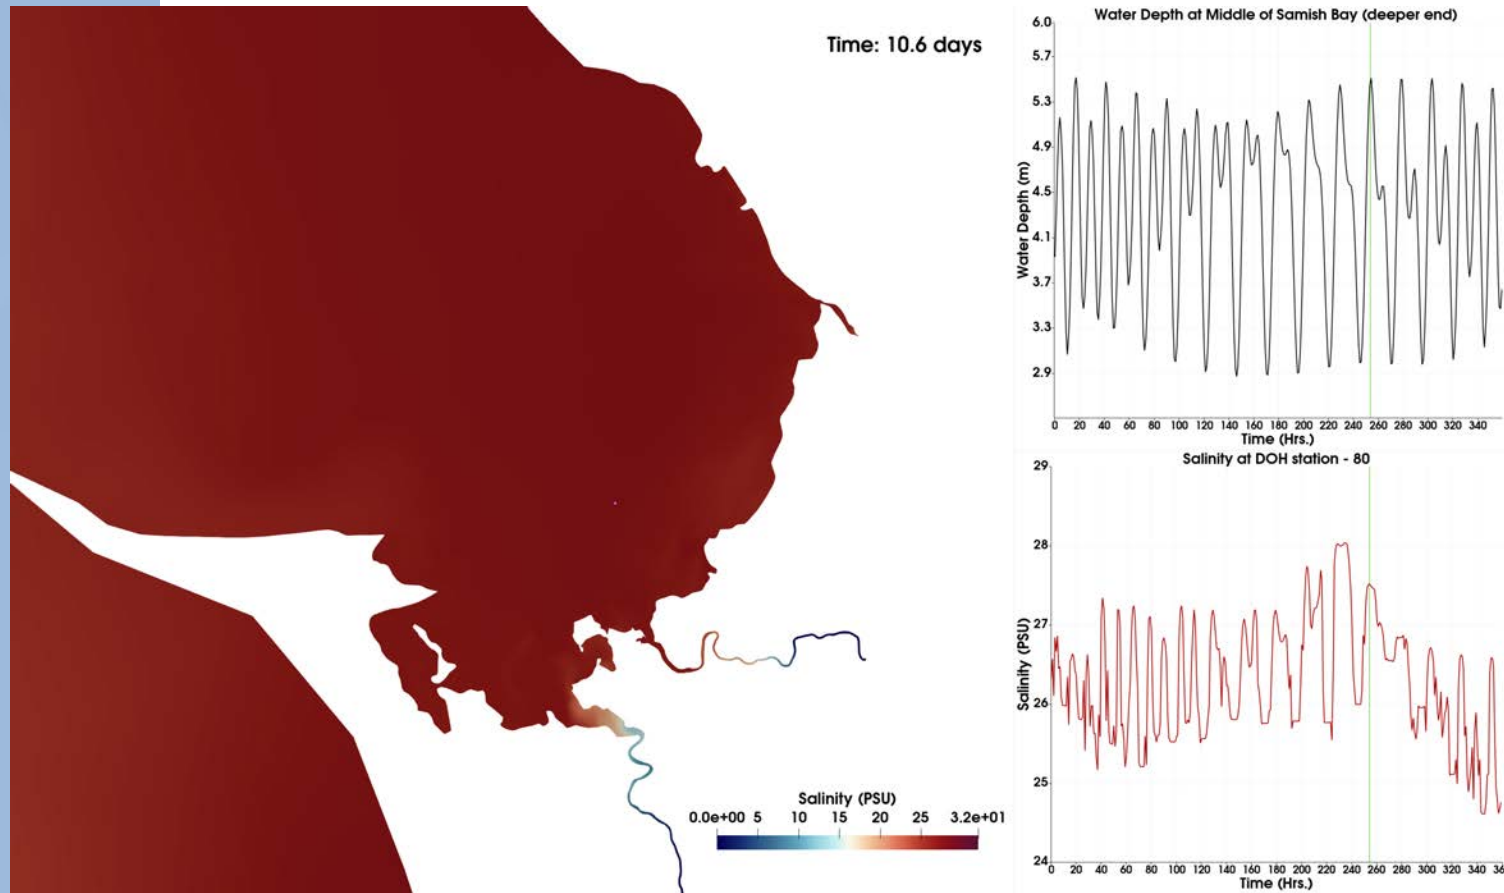 Time: 10.6 days
Salinity (PSU)
0.0e+00 5 10 15 20 25 3.2e+01
Water Depth at Middle of Samish Bay (deeper end)
Water Depth (m)
6.0
5.7
5.3
4.9
4.5
4.1
3.7
3.3
2.9
0 20 40 60 80 100 120 140 160 180 200 220 240 260 280 300 320 340
Time (Hrs.)
Salinity at DOH station - 80
Salinity (PSU)
29
28
27
26
25
24
0 20 40 60 80 100 120 140 160 180 200 220 240 260 280 300 320 340 36
Time (Hrs.)